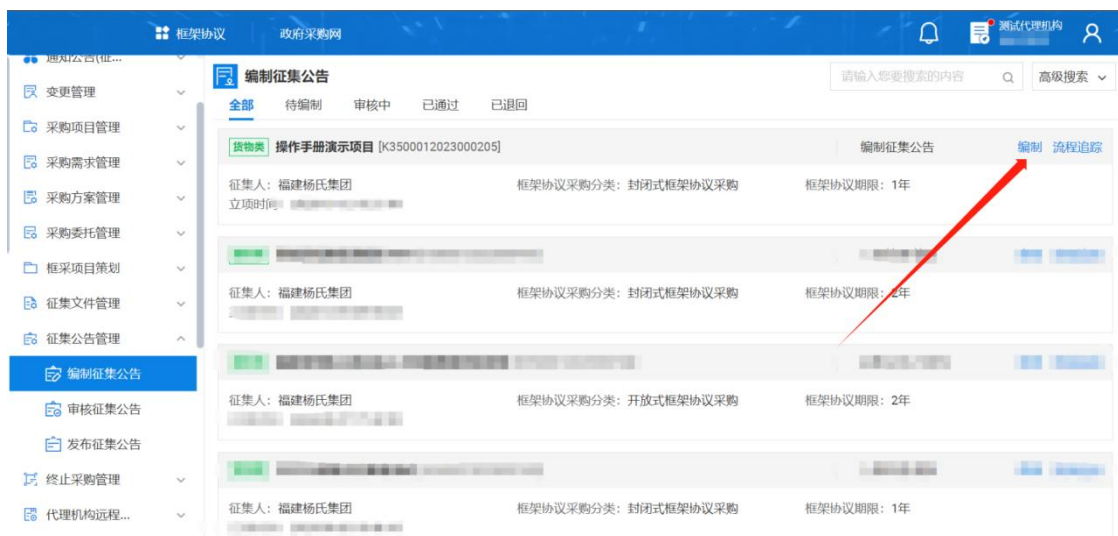 框架协议 政府采购网 测试代理机构
通知公告(征...
变更管理
采购项目管理
采购需求管理
采购方案管理
采购委托管理
框采项目策划
征集文件管理
征集公告管理
编制征集公告
审核征集公告
发布征集公告
终止采购管理
代理机构远程...
编制征集公告 请输入您要搜索的内容 高级搜索
全部 待编制 审核中 已通过 已退回
货物类 操作手册演示项目 [K3500012023000205] 编制征集公告 编制 流程追踪
征集人：福建杨氏集团 框架协议采购分类：封闭式框架协议采购 框架协议期限：1年
立项时间
征集人：福建杨氏集团 框架协议采购分类：封闭式框架协议采购 框架协议期限：2年
征集人：福建杨氏集团 框架协议采购分类：开放式框架协议采购 框架协议期限：2年
征集人：福建杨氏集团 框架协议采购分类：封闭式框架协议采购 框架协议期限：1年